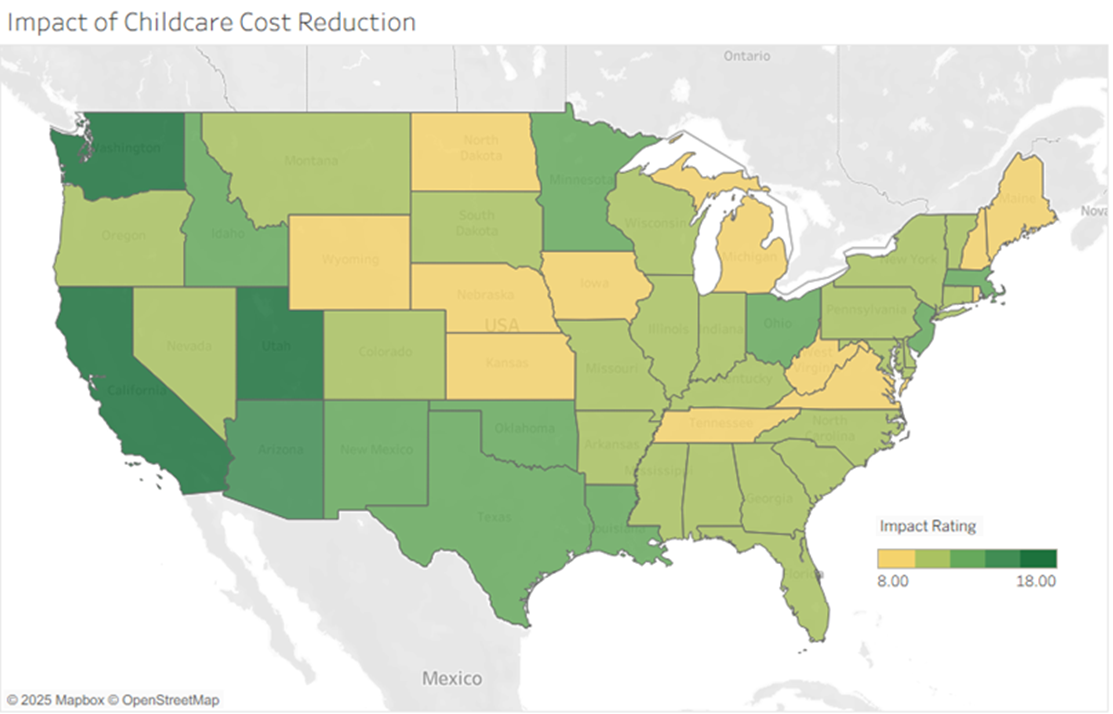 Impact of Childcare Cost Reduction
Ontario
Washington
Montana
North
Dakota
Minnesota
Maine
Nova
Oregon
Idaho
South
Dakota
Wisconsin
Wyoming
Michigan
New York
Nebraska
Iowa
USA
Pennsylvania
Nevada
Utah
Colorado
Kansas
Illinois
Indiana
Ohio
West
Virginia
California
Missouri
Kentucky
Arizona
New Mexico
Oklahoma
Arkansas
Tennessee
North
Carolina
Mississippi
Georgia
Texas
Louisiana
Florida
Impact Rating
8.00
18.00
Mexico
© 2025 Mapbox © OpenStreetMap